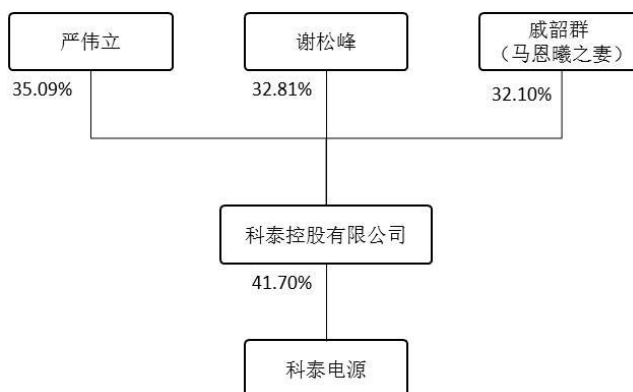 严伟立
谢松峰
戚韶群
（马恩曦之妻）
35.09%
32.81%
32.10%
科泰控股有限公司
41.70%
科泰电源